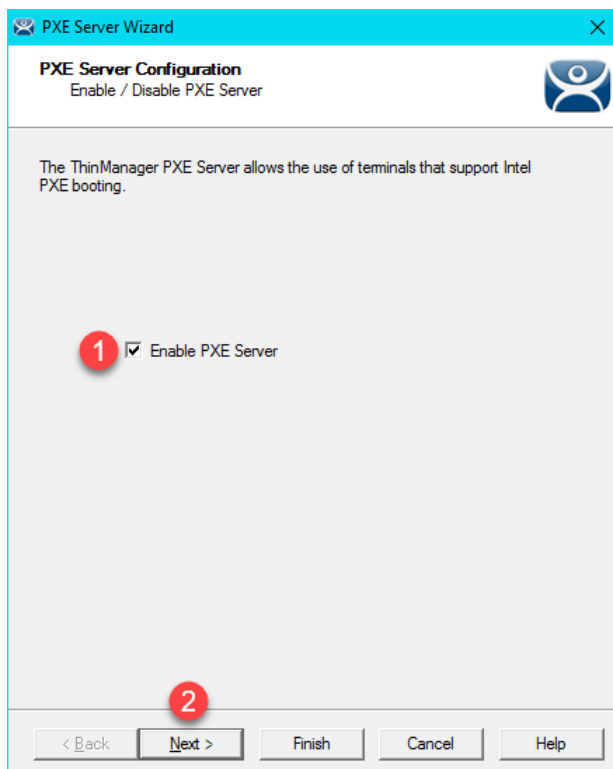 PXE Server Wizard
PXE Server Configuration
Enable / Disable PXE Server
The ThinManager PXE Server allows the use of terminals that support Intel
PXE booting.
1 Enable PXE Server
2
< Back Next > Finish Cancel Help